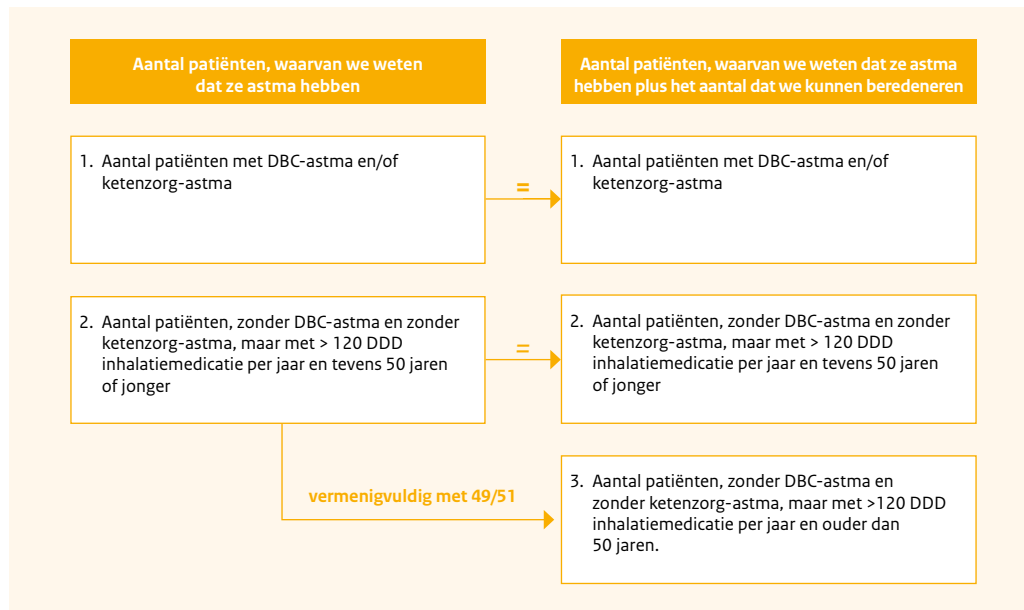 Aantal patiënten, waarvan we weten
dat ze astma hebben
Aantal patiënten, waarvan we weten dat ze astma
hebben plus het aantal dat we kunnen beredeneren
1. Aantal patiënten met DBC-astma en/of
ketenzorg-astma
=
1. Aantal patiënten met DBC-astma en/of
ketenzorg-astma
2. Aantal patiënten, zonder DBC-astma en zonder
ketenzorg-astma, maar met > 120 DDD
inhalatiemedicatie per jaar en tevens 50 jaren
of jonger
=
2. Aantal patiënten, zonder DBC-astma en zonder
ketenzorg-astma, maar met > 120 DDD
inhalatiemedicatie per jaar en tevens 50 jaren
of jonger
vermenigvuldig met 49/51
3. Aantal patiënten, zonder DBC-astma en
zonder ketenzorg-astma, maar met >120 DDD
inhalatiemedicatie per jaar en ouder dan
50 jaren.